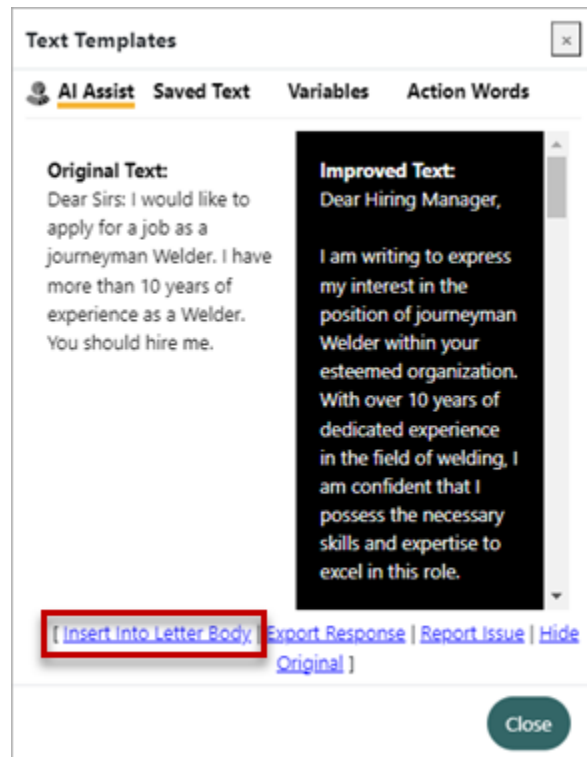 Text Templates
×
AI Assist Saved Text Variables Action Words
Original Text:
Dear Sirs: I would like to
apply for a job as a
journeyman Welder. I have
more than 10 years of
experience as a Welder.
You should hire me.
Improved Text:
Dear Hiring Manager,
I am writing to express
my interest in the
position of journeyman
Welder within your
esteemed organization.
With over 10 years of
dedicated experience
in the field of welding, I
am confident that I
possess the necessary
skills and expertise to
excel in this role.
[ Insert Into Letter Body | Export Response | Report Issue | Hide
Original ]
Close